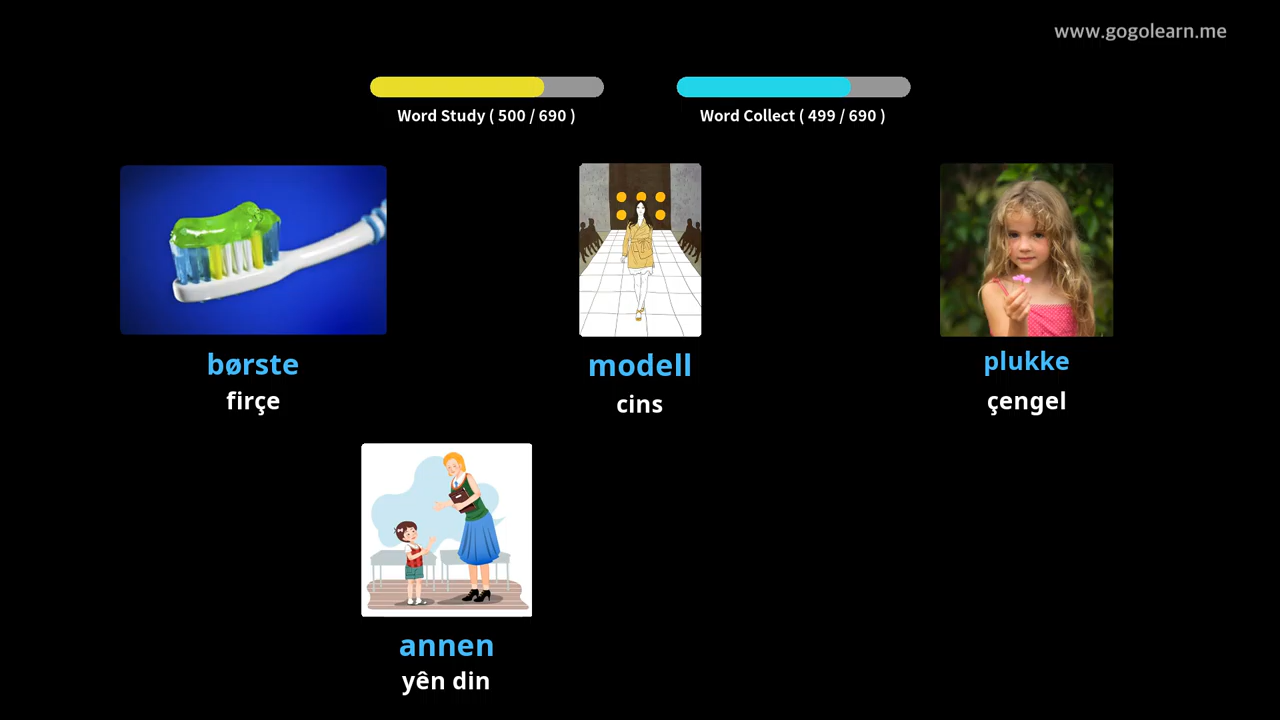 www.gogolearn.me
Word Study ( 500 / 690 )
Word Collect ( 499 / 690 )
børste
firçe
modell
cins
plukke
çengel
annen
yên din